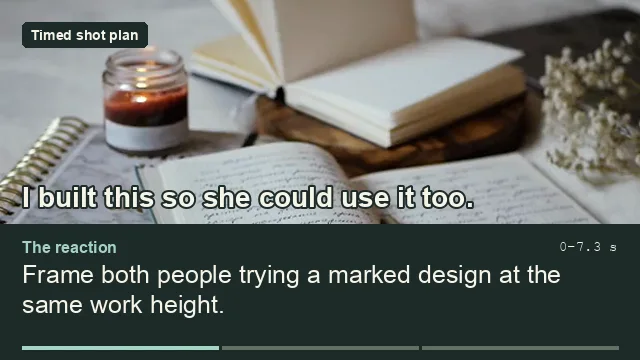 Timed shot plan
I built this so she could use it too.
The reaction
0–7.3 s
Frame both people trying a marked design at the
same work height.